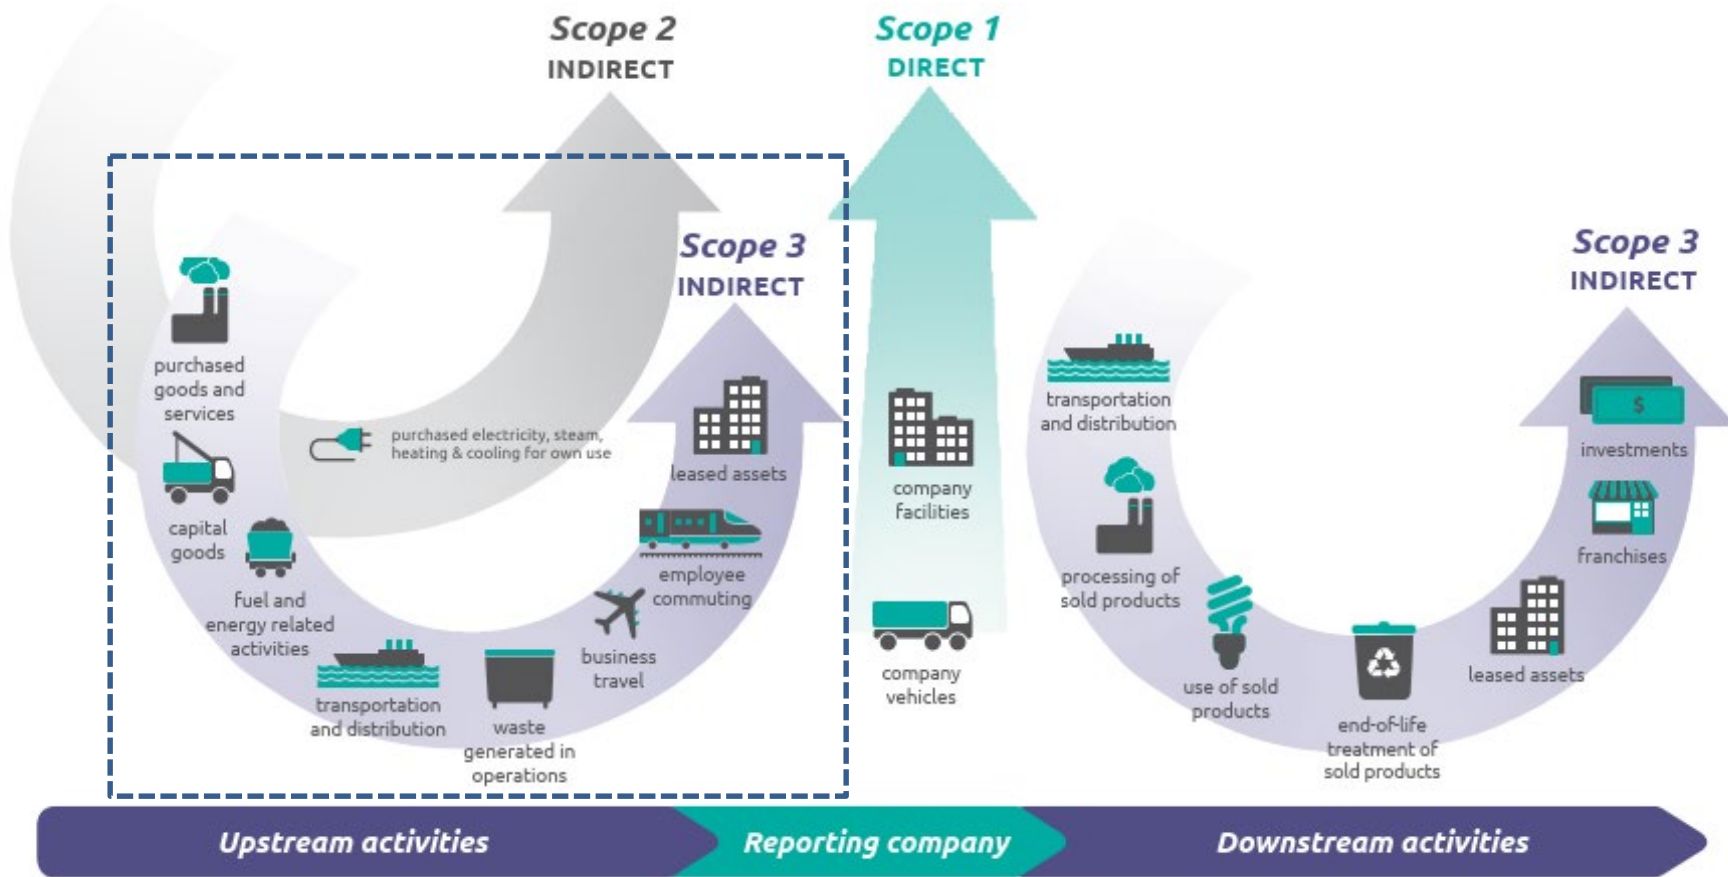 Scope 2
INDIRECT
Scope 1
DIRECT
Scope 3
INDIRECT
Scope 3
INDIRECT
purchased
goods and
services
capital
goods
fuel and
energy related
activities
transportation
and distribution
waste
generated in
operations
business
travel
employee
commuting
leased assets
purchased electricity, steam,
heating & cooling for own use
company
facilities
company
vehicles
transportation
and distribution
processing of
sold products
use of sold
products
end-of-life
treatment of
sold products
leased assets
franchises
$
investments
Upstream activities
Reporting company
Downstream activities